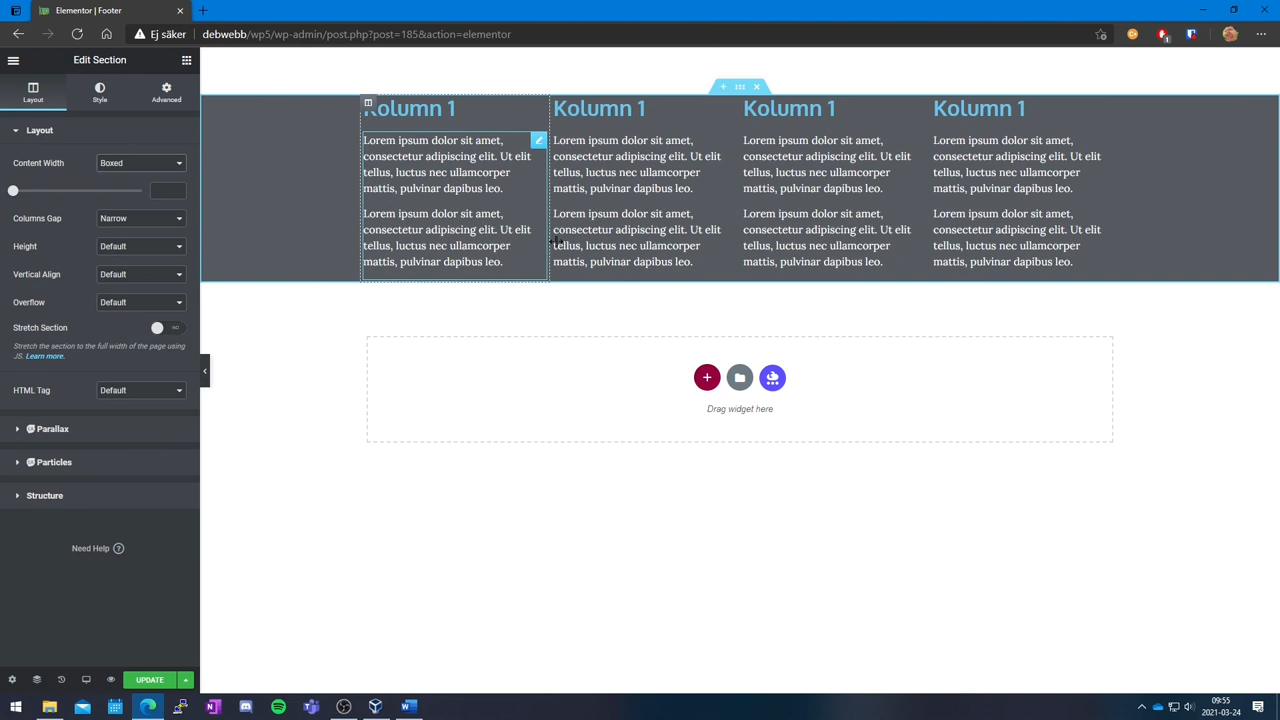 Elementor | Footer
Ej säker
debwebb/wp5/wp-admin/post.php?post=185&action=elementor
1
Edit Section
Layout
Style
Advanced
Layout
Content Width
Boxed
Columns Gap
Narrow
Height
Default
Vertical Align
Default
Overflow
Default
Stretch Section
NO
Stretch the section to the full width of the page using
JS. Learn more.
HTML Tag
Default
Parallax
Particles
Structure
Need Help ?
UPDATE
Kolumn 1
Lorem ipsum dolor sit amet,
consectetur adipiscing elit. Ut elit
tellus, luctus nec ullamcorper
mattis, pulvinar dapibus leo.
Lorem ipsum dolor sit amet,
consectetur adipiscing elit. Ut elit
tellus, luctus nec ullamcorper
mattis, pulvinar dapibus leo.
Kolumn 1
Lorem ipsum dolor sit amet,
consectetur adipiscing elit. Ut elit
tellus, luctus nec ullamcorper
mattis, pulvinar dapibus leo.
Lorem ipsum dolor sit amet,
consectetur adipiscing elit. Ut elit
tellus, luctus nec ullamcorper
mattis, pulvinar dapibus leo.
Kolumn 1
Lorem ipsum dolor sit amet,
consectetur adipiscing elit. Ut elit
tellus, luctus nec ullamcorper
mattis, pulvinar dapibus leo.
Lorem ipsum dolor sit amet,
consectetur adipiscing elit. Ut elit
tellus, luctus nec ullamcorper
mattis, pulvinar dapibus leo.
Kolumn 1
Lorem ipsum dolor sit amet,
consectetur adipiscing elit. Ut elit
tellus, luctus nec ullamcorper
mattis, pulvinar dapibus leo.
Lorem ipsum dolor sit amet,
consectetur adipiscing elit. Ut elit
tellus, luctus nec ullamcorper
mattis, pulvinar dapibus leo.
Drag widget here
09:55
2021-03-24